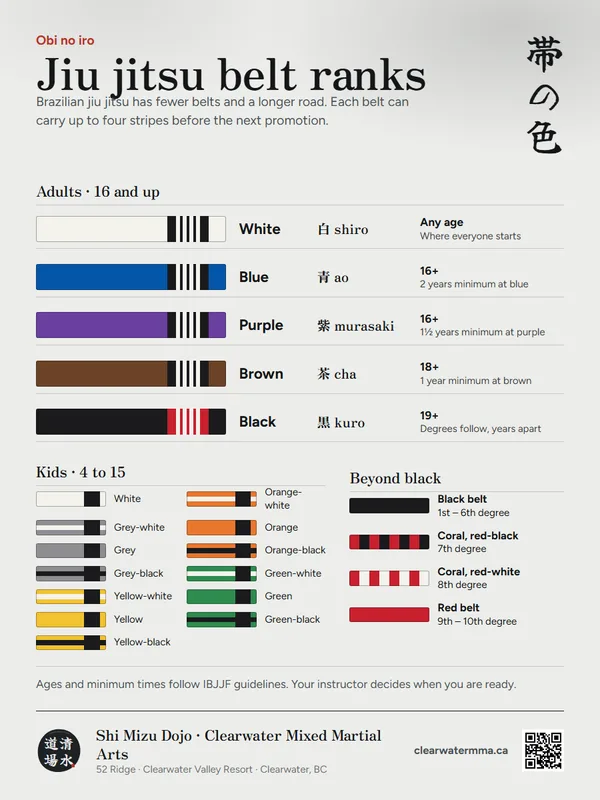 Obi no iro
Jiu jitsu belt ranks
Brazilian jiu jitsu has fewer belts and a longer road. Each belt can
carry up to four stripes before the next promotion.
帯の色
Adults · 16 and up
White 白 shiro Any age
Where everyone starts
Blue 青 ao 16+
2 years minimum at blue
Purple 紫 murasaki 16+
1½ years minimum at purple
Brown 茶 cha 18+
1 year minimum at brown
Black 黒 kuro 19+
Degrees follow, years apart
Kids · 4 to 15
White
Grey-white
Grey
Grey-black
Yellow-white
Yellow
Yellow-black
Orange-
white
Orange
Orange-black
Green-white
Green
Green-black
Beyond black
Black belt
1st – 6th degree
Coral, red-black
7th degree
Coral, red-white
8th degree
Red belt
9th – 10th degree
Ages and minimum times follow IBJJF guidelines. Your instructor decides when you are ready.
清水
道場
Shi Mizu Dojo · Clearwater Mixed Martial
Arts
52 Ridge · Clearwater Valley Resort · Clearwater, BC
clearwatermma.ca